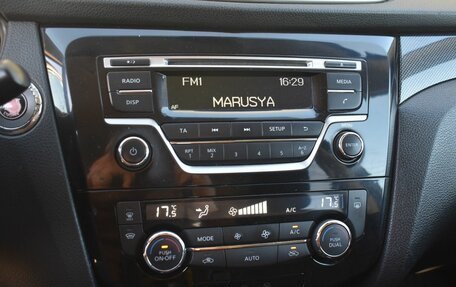 FM1 16:29
RADIO MEDIA
DISP AF MARUSYA
TA SETUP
RPT MIX 2 3 4 5 A-Z 6 ENTER
17.5 °C A/C 17.5 °C
PUSH ON-OFF MODE A/C PUSH DUAL
AUTO